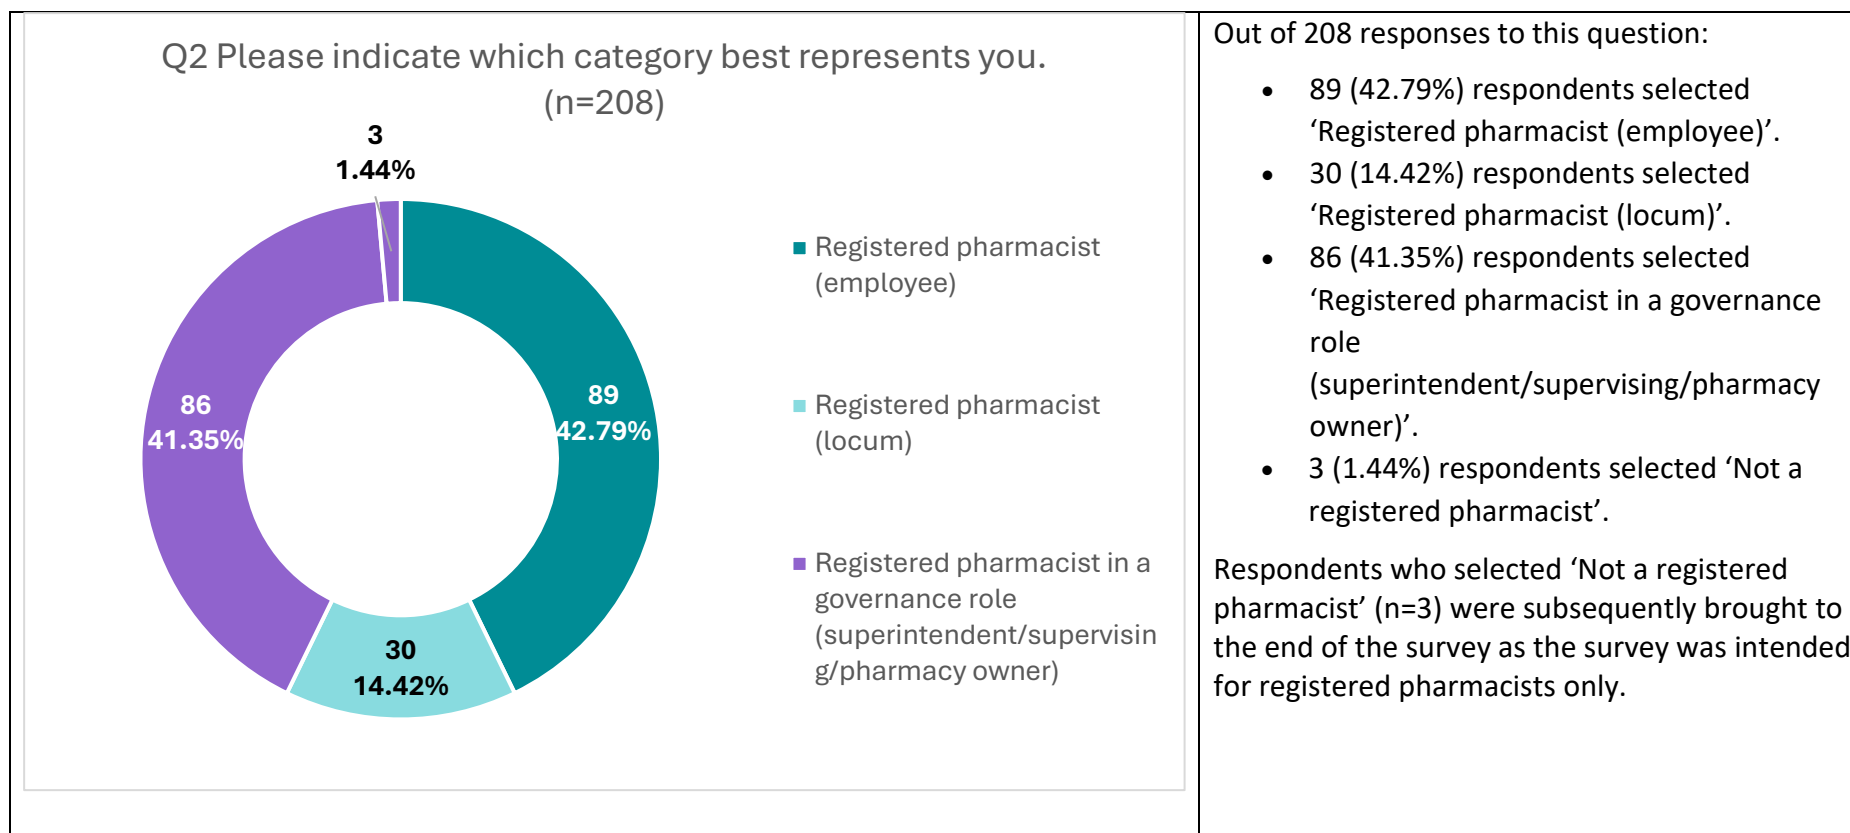 Q2 Please indicate which category best represents you.
(n=208)
3
1.44%
86
41.35%
89
42.79%
30
14.42%
Registered pharmacist
(employee)
Registered pharmacist
(locum)
Registered pharmacist in a
governance role
(superintendent/supervisin
g/pharmacy owner)
Out of 208 responses to this question:
• 89 (42.79%) respondents selected
‘Registered pharmacist (employee)’.
• 30 (14.42%) respondents selected
‘Registered pharmacist (locum)’.
• 86 (41.35%) respondents selected
‘Registered pharmacist in a governance
role
(superintendent/supervising/pharmacy
owner)’.
• 3 (1.44%) respondents selected ‘Not a
registered pharmacist’.
Respondents who selected ‘Not a registered
pharmacist’ (n=3) were subsequently brought to
the end of the survey as the survey was intended
for registered pharmacists only.